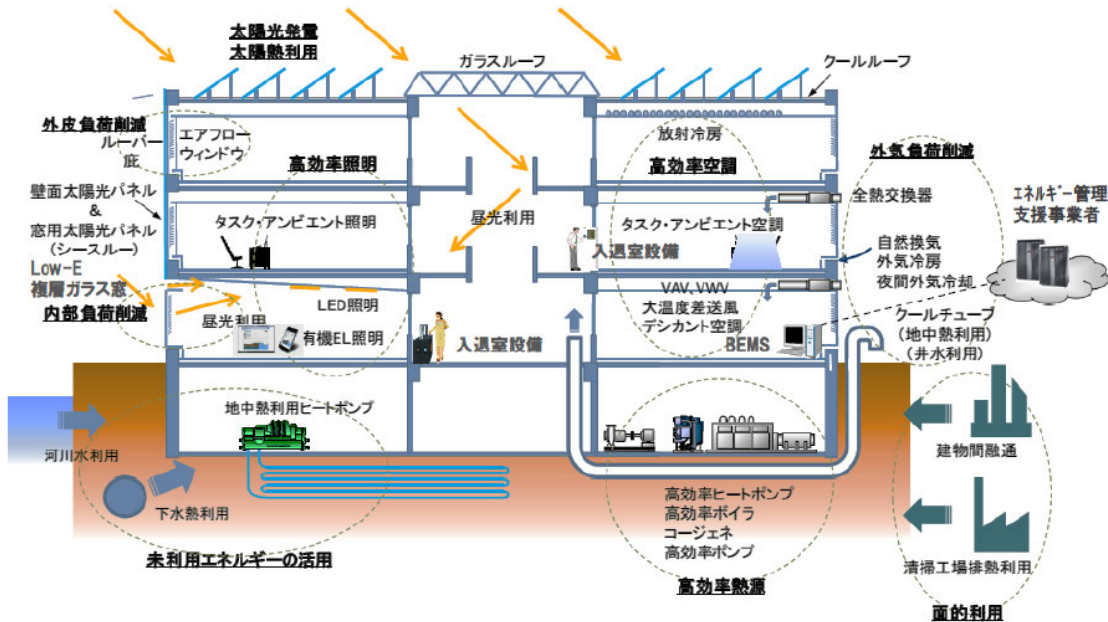 太陽光発電
太陽熱利用
ガラスルーフ
クールルーフ
外皮負荷削減
ルーバー
庇
エアフロー
ウィンドウ
高効率照明
放射冷房
高効率空調
外気負荷削減
壁面太陽光パネル
&
窓用太陽光パネル
(シースルー)
タスク・アンビエント照明
昼光利用
入退室設備
タスク・アンビエント空調
全熱交換器
エネルギー管理
支援事業者
自然換気
外気冷房
夜間外気冷却
Low-E
複層ガラス窓
内部負荷削減
昼光利用
LED照明
有機EL照明
入退室設備
VAV、VWV
大温度差送風
デシカント空調
BEMS
クールチューブ
(地中熱利用)
(井水利用)
地中熱利用ヒートポンプ
河川水利用
下水熱利用
未利用エネルギーの活用
高効率ヒートポンプ
高効率ボイラ
コージェネ
高効率ポンプ
高効率熱源
建物間融通
清掃工場排熱利用
面的利用